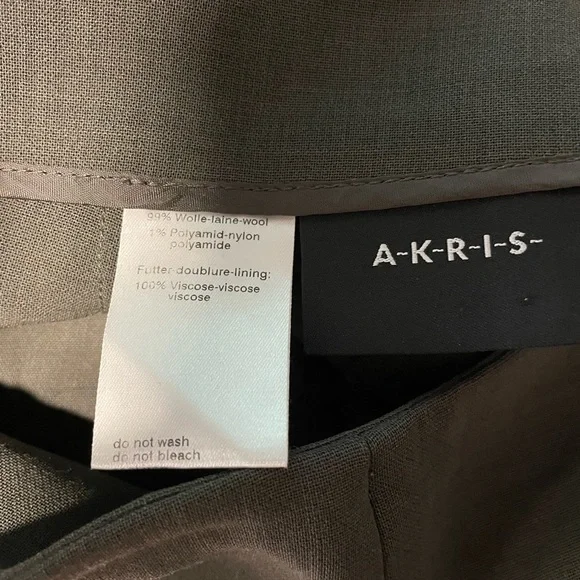 99% Wolle-laine-wool
1% Polyamid-nylon
polyamide
Futter-doublure-lining:
100% Viscose-viscose
viscose
do not wash
do not bleach
A-K-R-I-S-